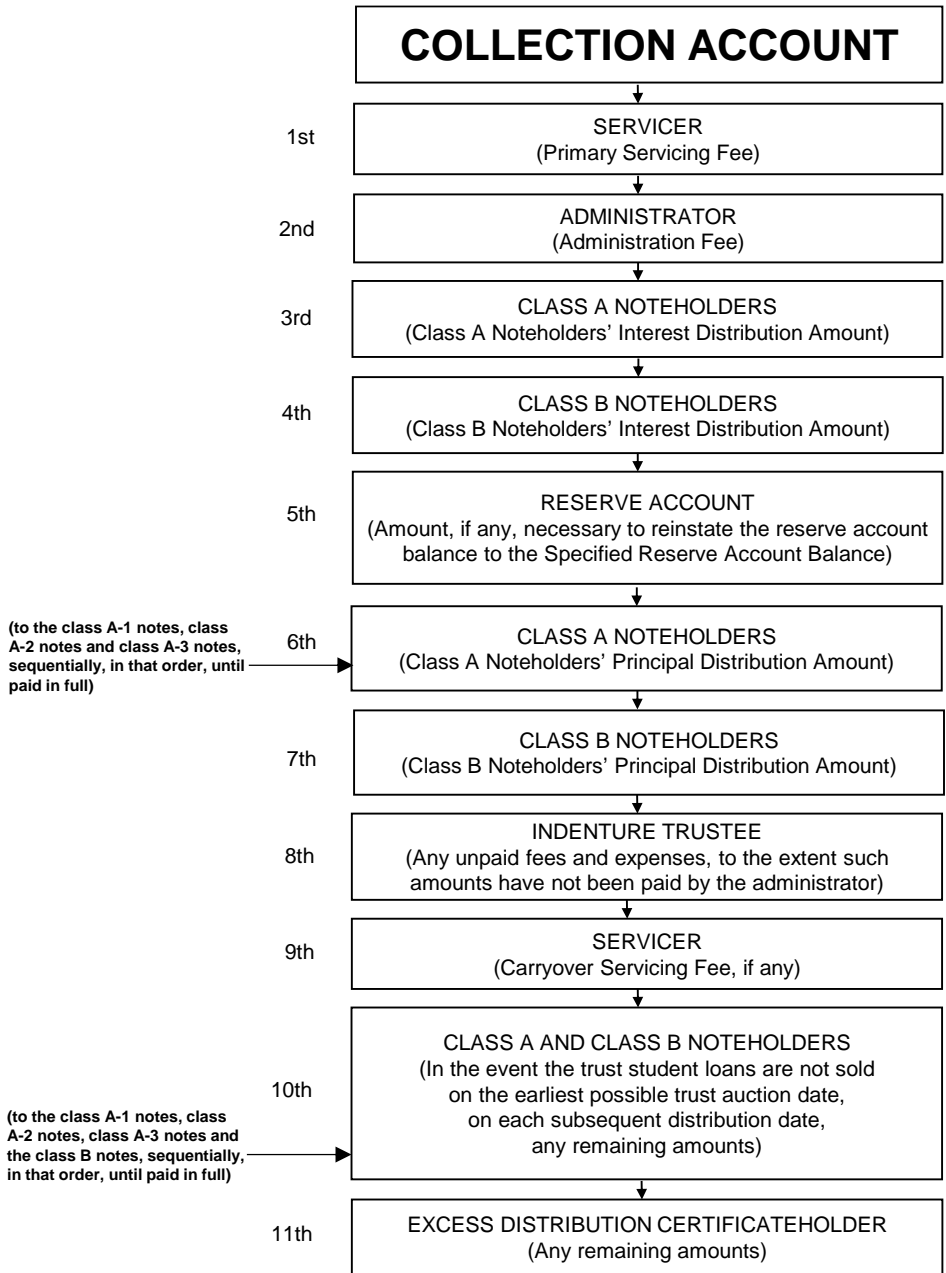 COLLECTION ACCOUNT
1st
SERVICER
(Primary Servicing Fee)
2nd
ADMINISTRATOR
(Administration Fee)
3rd
CLASS A NOTEHOLDERS
(Class A Noteholders’ Interest Distribution Amount)
4th
CLASS B NOTEHOLDERS
(Class B Noteholders’ Interest Distribution Amount)
5th
RESERVE ACCOUNT
(Amount, if any, necessary to reinstate the reserve account
balance to the Specified Reserve Account Balance)
(to the class A-1 notes, class
A-2 notes and class A-3 notes,
sequentially, in that order, until
paid in full)
6th
CLASS A NOTEHOLDERS
(Class A Noteholders’ Principal Distribution Amount)
7th
CLASS B NOTEHOLDERS
(Class B Noteholders’ Principal Distribution Amount)
8th
INDENTURE TRUSTEE
(Any unpaid fees and expenses, to the extent such
amounts have not been paid by the administrator)
9th
SERVICER
(Carryover Servicing Fee, if any)
10th
CLASS A AND CLASS B NOTEHOLDERS
(In the event the trust student loans are not sold
on the earliest possible trust auction date,
on each subsequent distribution date,
any remaining amounts)
(to the class A-1 notes, class
A-2 notes, class A-3 notes and
the class B notes, sequentially,
in that order, until paid in full)
11th
EXCESS DISTRIBUTION CERTIFICATEHOLDER
(Any remaining amounts)